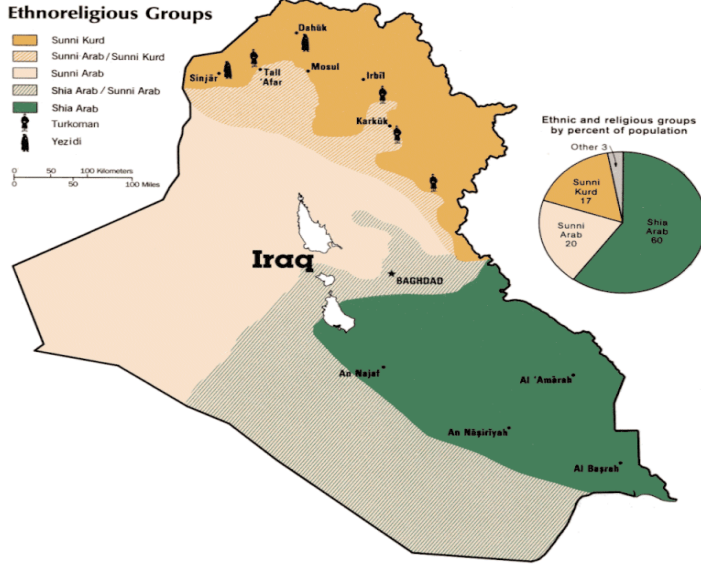 Ethnoreligious Groups
Sunni Kurd
Sunni Arab/Sunni Kurd
Sunni Arab
Shia Arab/Sunni Arab
Shia Arab
Turkoman
Yezidi
0 50 100 Kilometers
0 50 100 Miles
Dahūk
Sinjār
Tall
'Afar
Mosul
Irbīl
Karkūk
Iraq
BAGHDAD
An Najaf
Al 'Amārah
An Nāşirīyah
Al Başrah
Ethnic and religious groups
by percent of population
Other 3
Sunni
Kurd
17
Sunni
Arab
20
Shia
Arab
60